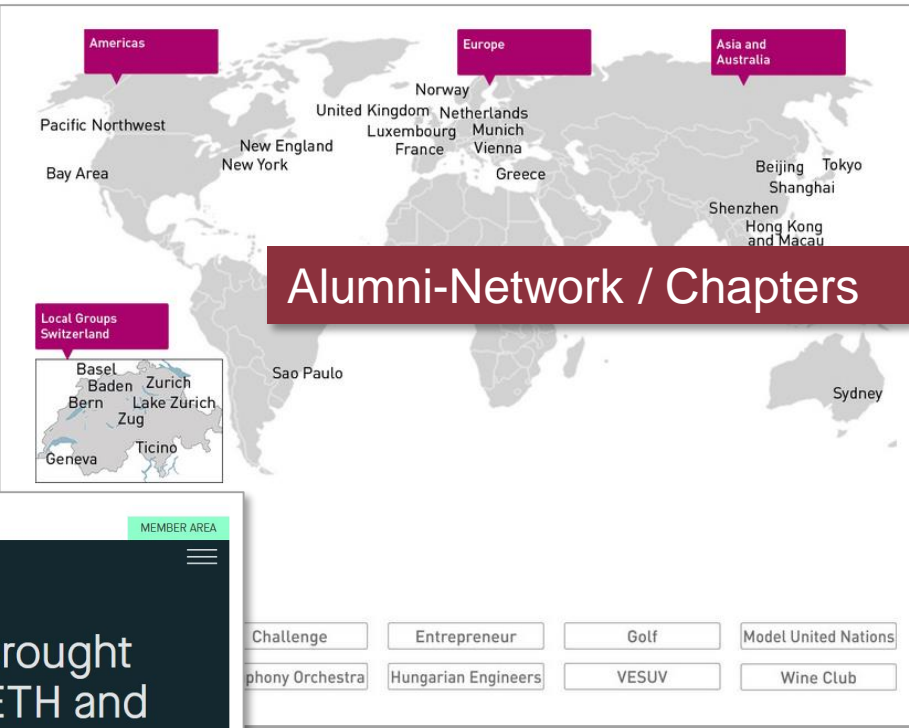 Americas
Europe
Asia and
Australia
Norway
United Kingdom
Netherlands
Pacific Northwest
Luxembourg
Munich
New England
France
Vienna
New York
Bay Area
Greece
Beijing
Tokyo
Shanghai
Shenzhen
Hong Kong
and Macau
Alumni-Network / Chapters
Local Groups
Switzerland
Basel
Baden
Zurich
Bern
Lake Zurich
Zug
Ticino
Geneva
Sao Paulo
Sydney
MEMBER AREA
rought
ETH and
Challenge
Entrepreneur
Golf
Model United Nations
phony Orchestra
Hungarian Engineers
VESUV
Wine Club